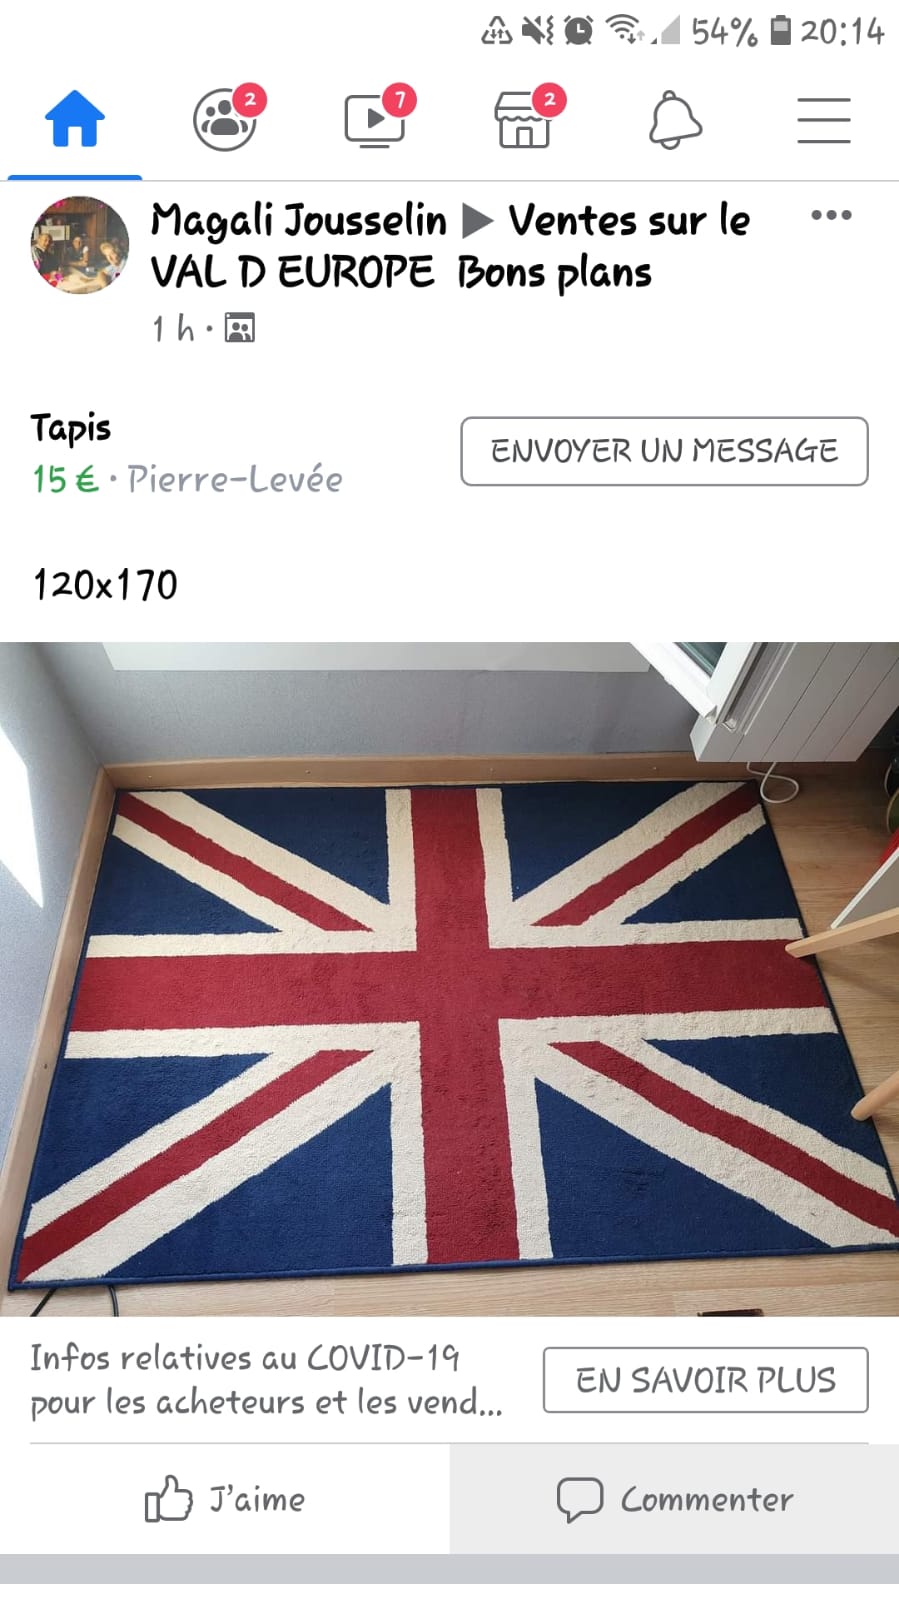 54% 20:14
2 7 2
Magali Jousselin ▶ Ventes sur le
VAL D EUROPE Bons plans
1 h ·
Tapis
15 € · Pierre-Levée
ENVOYER UN MESSAGE
120x170
Infos relatives au COVID-19
pour les acheteurs et les vend...
EN SAVOIR PLUS
J'aime
Commenter